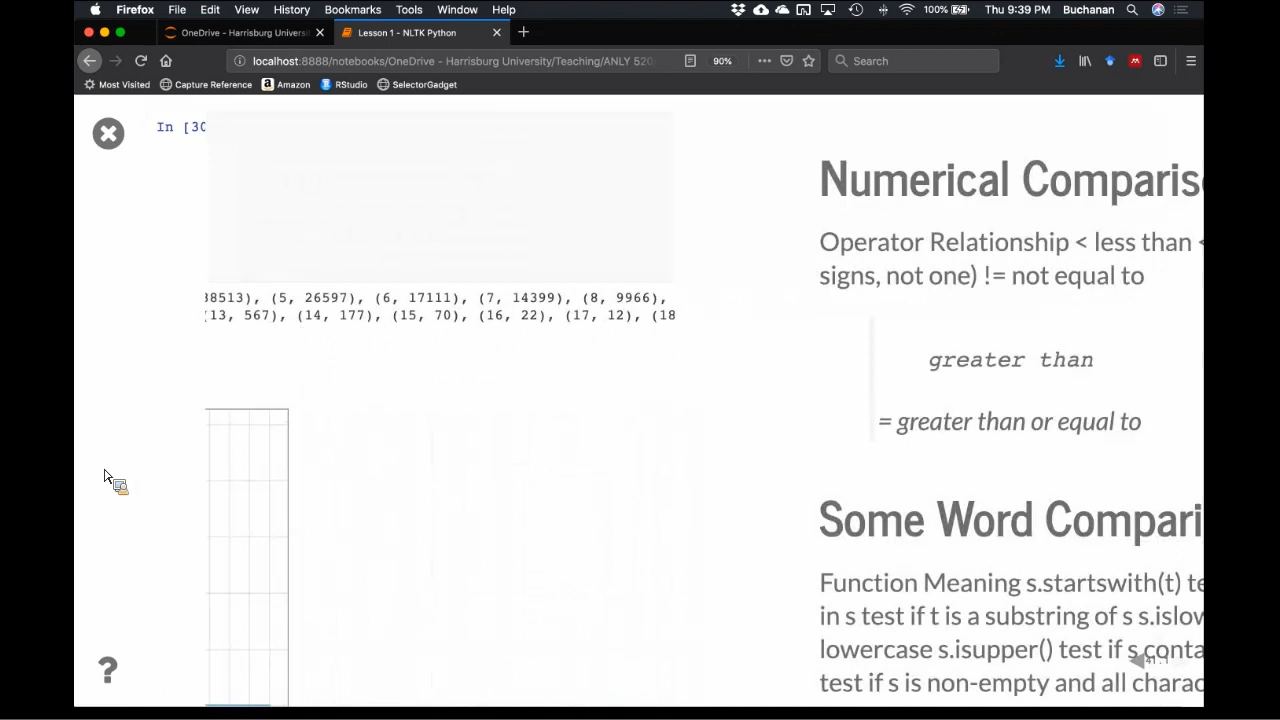 Firefox File Edit View History Bookmarks Tools Window Help 100% Thu 9:39 PM Buchanan
OneDrive - Harrisburg Universi Lesson 1 - NLTK Python
localhost:8888/notebooks/OneDrive - Harrisburg University/Teaching/ANLY 520 90% Search
Most Visited Capture Reference Amazon RStudio SelectorGadget
In [30
38513), (5, 26597), (6, 17111), (7, 14399), (8, 9966),
(13, 567), (14, 177), (15, 70), (16, 22), (17, 12), (18
Numerical Comparis
Operator Relationship < less than <
signs, not one) != not equal to
greater than
= greater than or equal to
Some Word Compari
Function Meaning s.startswith(t) te
in s test if t is a substring of s s.islow
lowercase s.isupper() test if s conta
test if s is non-empty and all charac
?